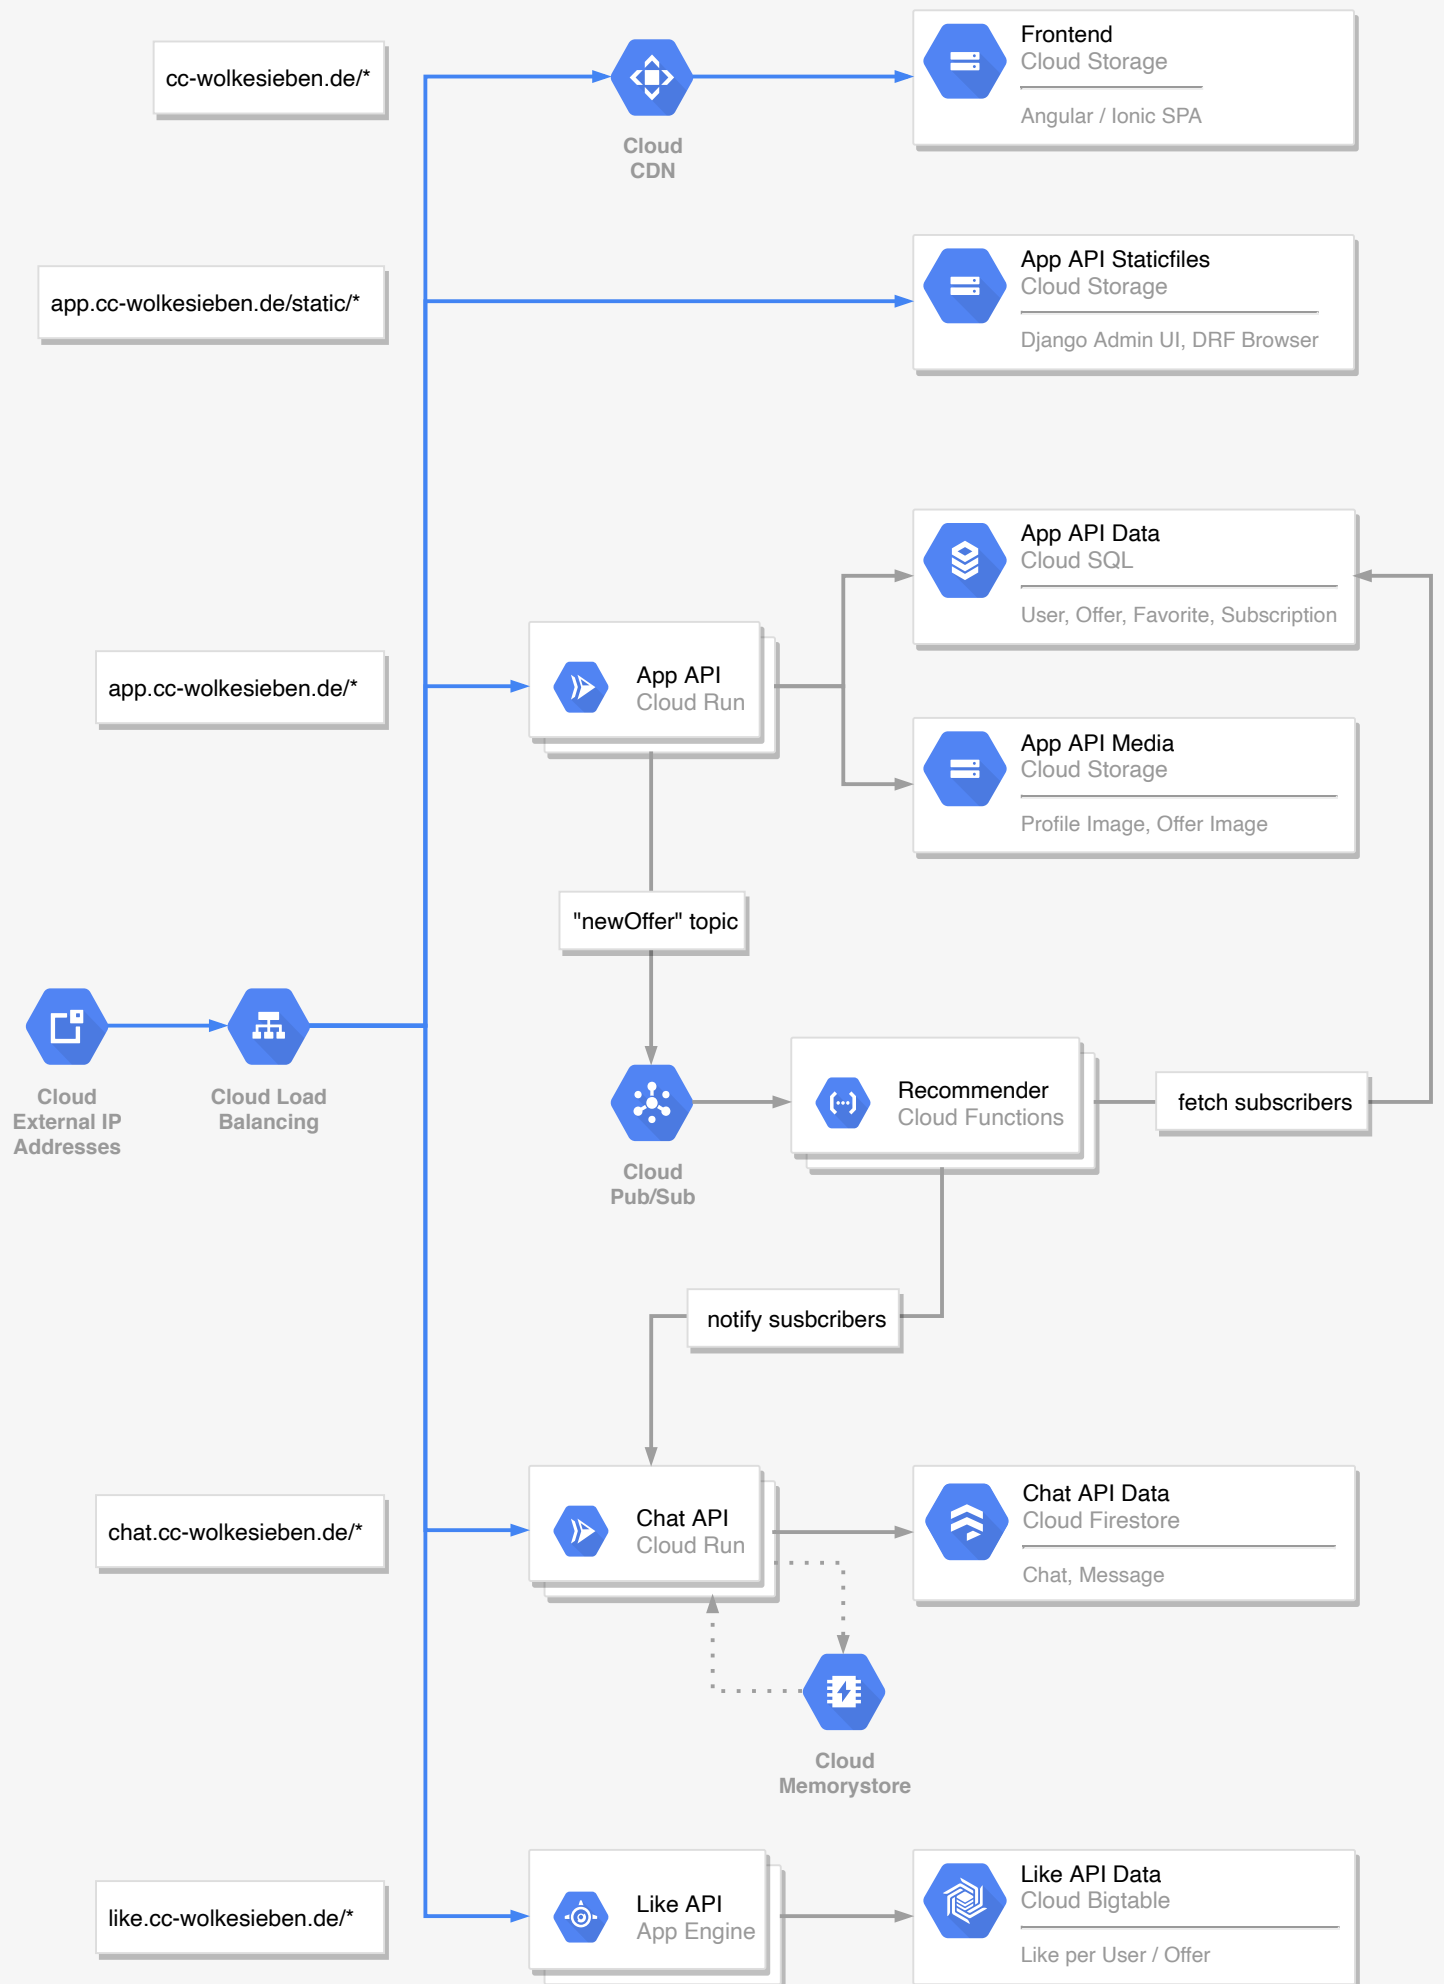 cc-wolkesieben.de/*
Cloud
CDN
Frontend
Cloud Storage
Angular / Ionic SPA
app.cc-wolkesieben.de/static/*
App API Staticfiles
Cloud Storage
Django Admin UI, DRF Browser
App API Data
Cloud SQL
User, Offer, Favorite, Subscription
app.cc-wolkesieben.de/*
App API
Cloud Run
App API Media
Cloud Storage
Profile Image, Offer Image
"newOffer" topic
Cloud
External IP
Addresses
Cloud Load
Balancing
Cloud
Pub/Sub
Recommender
Cloud Functions
fetch subscribers
notify susbcribers
chat.cc-wolkesieben.de/*
Chat API
Cloud Run
Chat API Data
Cloud Firestore
Chat, Message
Cloud
Memorystore
like.cc-wolkesieben.de/*
Like API
App Engine
Like API Data
Cloud Bigtable
Like per User / Offer